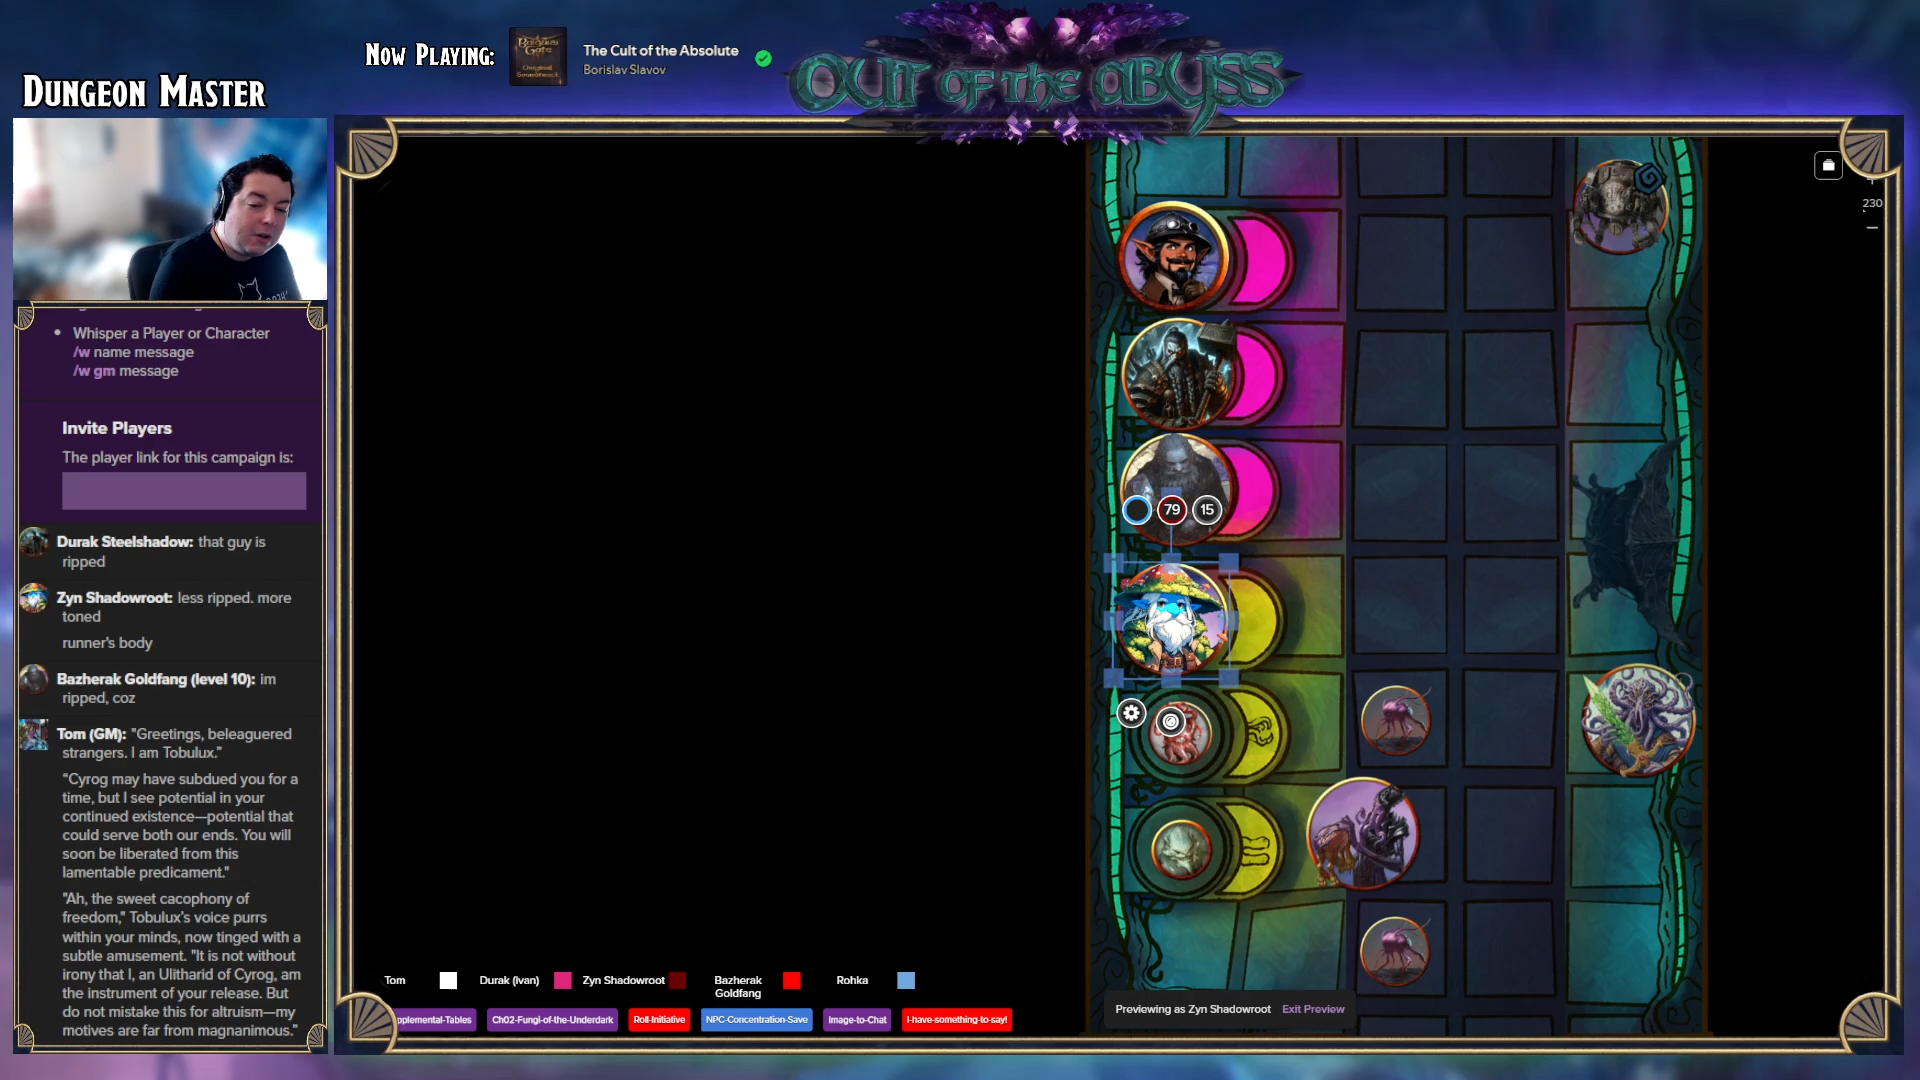 NOW PLAYING:
Baldur's Gate
Original Soundtrack
The Cult of the Absolute
Borislav Slavov
OUT OF THE ABYSS
DUNGEON MASTER
• Whisper a Player or Character
/w name message
/w gm message
Invite Players
The player link for this campaign is:
Durak Steelshadow: that guy is
ripped
Zyn Shadowroot: less ripped. more
toned
runner's body
Bazherak Goldfang (level 10): im
ripped, coz
Tom (GM): "Greetings, beleaguered
strangers. I am Tobulux."
"Cyrog may have subdued you for a
time, but I see potential in your
continued existence—potential that
could serve both our ends. You will
soon be liberated from this
lamentable predicament."
"Ah, the sweet cacophony of
freedom," Tobulux's voice purrs
within your minds, now tinged with a
subtle amusement. "It is not without
irony that I, an Ulitharid of Cyrog, am
the instrument of your release. But
do not mistake this for altruism—my
motives are far from magnanimous."
230
79
15
Tom
Durak (Ivan)
Zyn Shadowroot
Bazherak
Goldfang
Rohka
pplemental-Tables
Ch02-Fungi-of-the-Underdark
Roll-Initiative
NPC-Concentration-Save
Image-to-Chat
I-have-something-to-say!
Previewing as Zyn Shadowroot Exit Preview